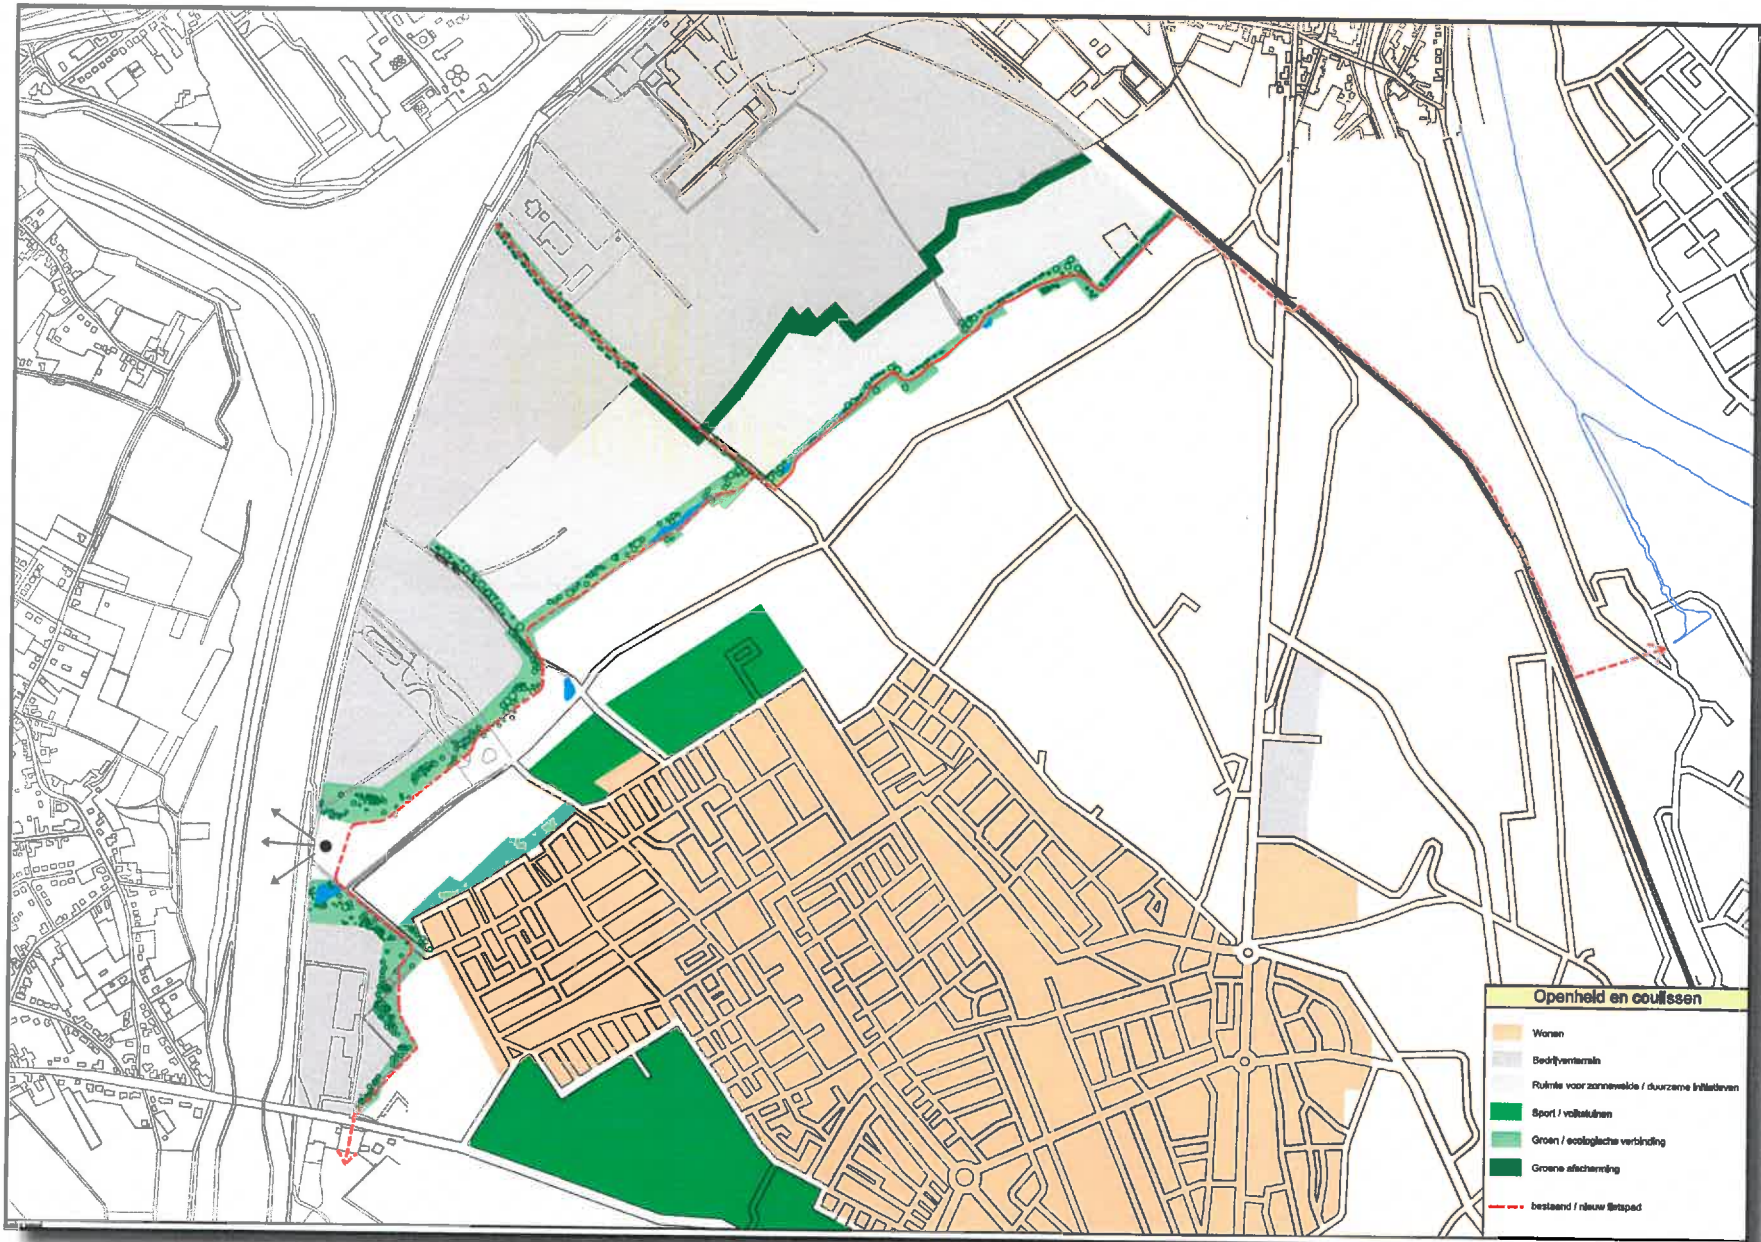 Openheid en coulissen
Wonen
Bedrijventerrein
Ruimte voor zonneweide / duurzame initiatieven
Sport / volkstuinen
Groen / ecologische verbinding
Groene afscherming
bestaand / nieuw fietspad